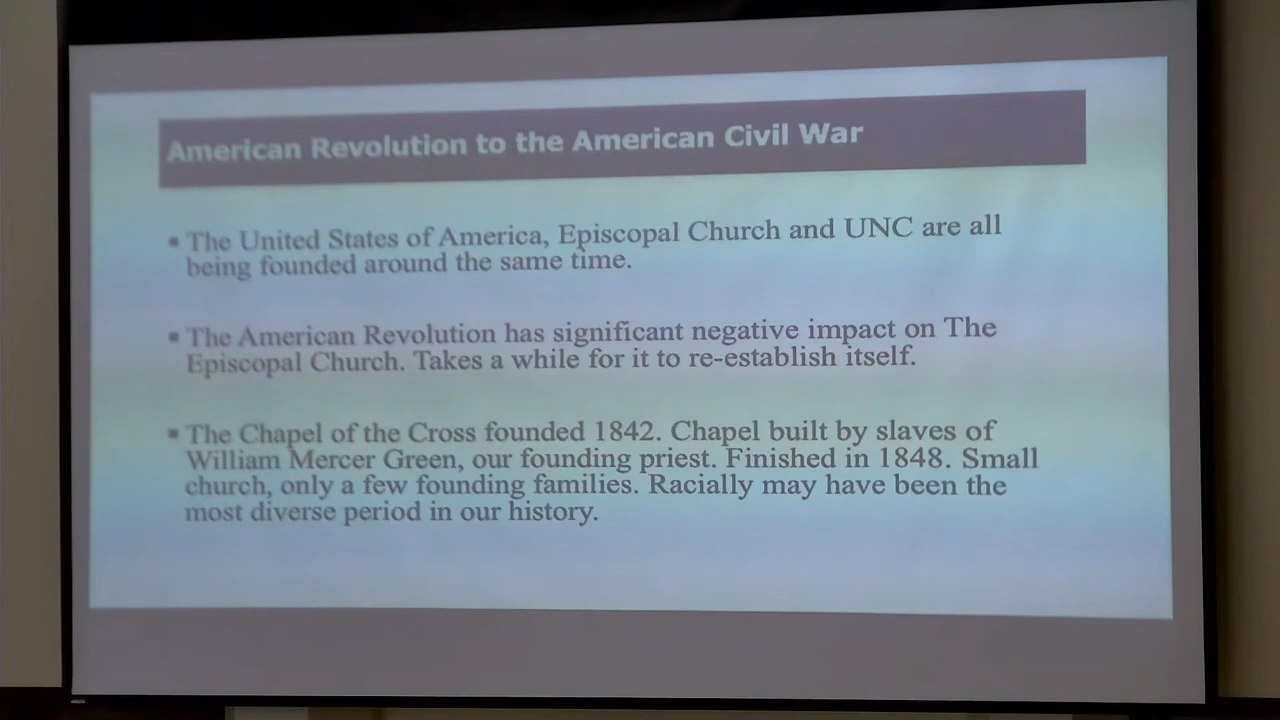 American Revolution to the American Civil War
▪ The United States of America, Episcopal Church and UNC are all
being founded around the same time.
▪ The American Revolution has significant negative impact on The
Episcopal Church. Takes a while for it to re-establish itself.
▪ The Chapel of the Cross founded 1842. Chapel built by slaves of
William Mercer Green, our founding priest. Finished in 1848. Small
church, only a few founding families. Racially may have been the
most diverse period in our history.